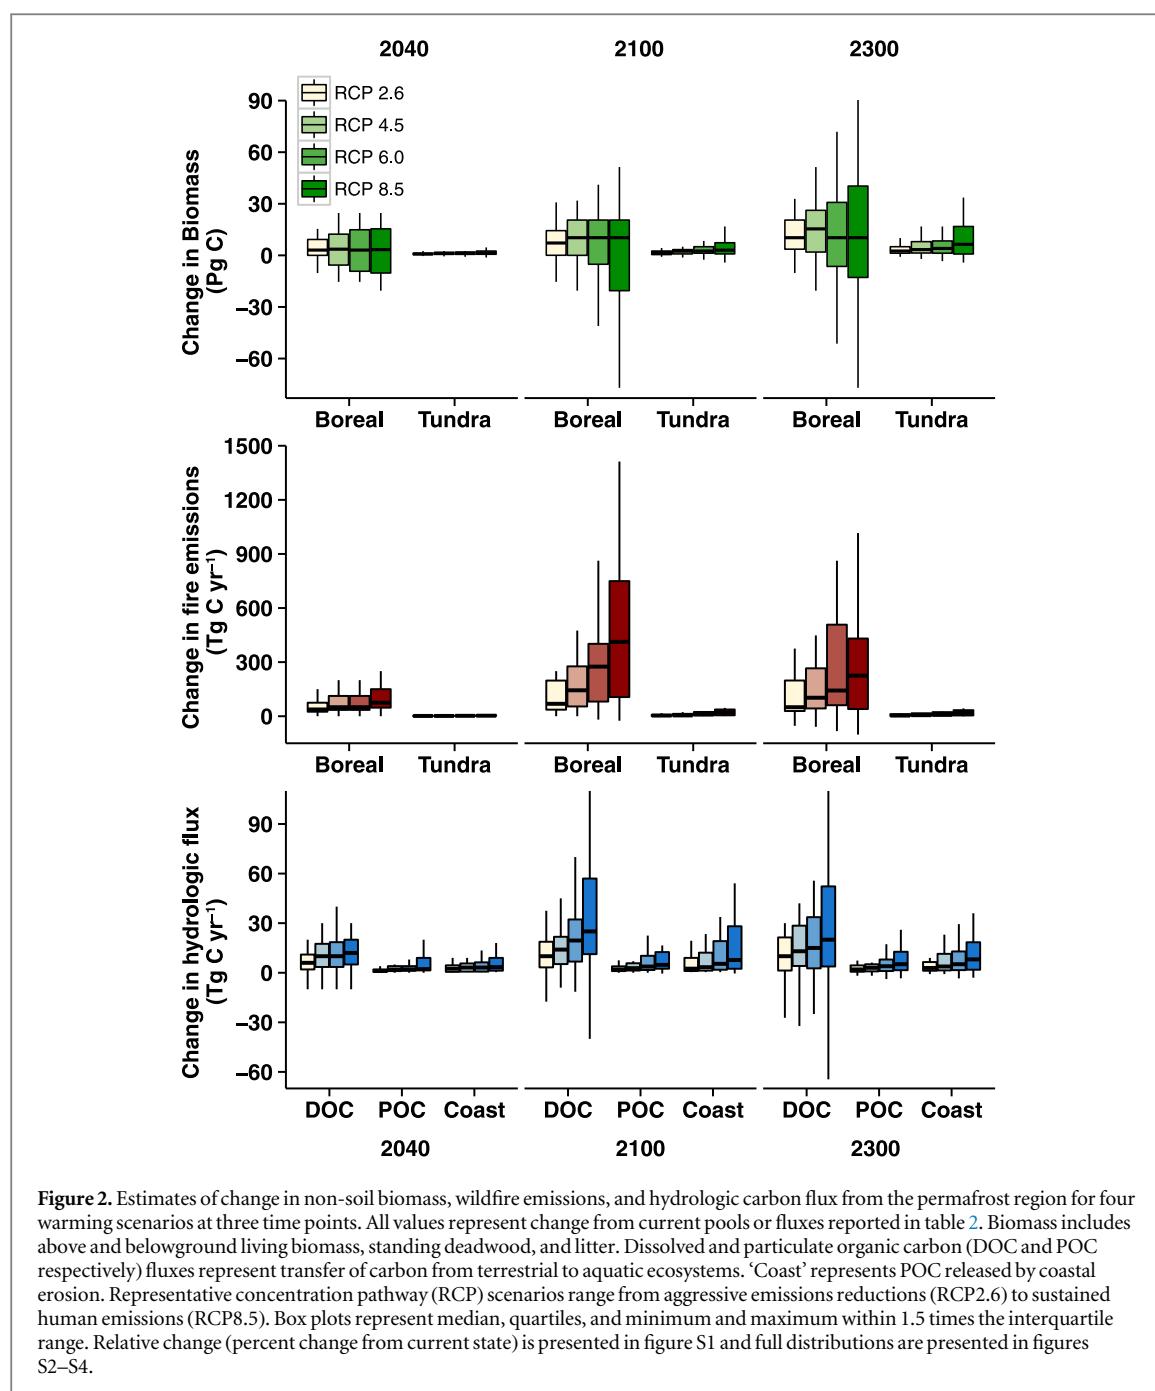 2040 2100 2300
RCP 2.6
RCP 4.5
RCP 6.0
RCP 8.5
Change in Biomass
(Pg C)
90
60
30
0
−30
−60
Boreal Tundra Boreal Tundra Boreal Tundra
Change in fire emissions
(Tg C yr⁻¹)
1500
1200
900
600
300
0
Boreal Tundra Boreal Tundra Boreal Tundra
Change in hydrologic flux
(Tg C yr⁻¹)
90
60
30
0
−30
−60
DOC POC Coast DOC POC Coast DOC POC Coast
2040 2100 2300
Figure 2. Estimates of change in non-soil biomass, wildfire emissions, and hydrologic carbon flux from the permafrost region for four
warming scenarios at three time points. All values represent change from current pools or fluxes reported in table 2. Biomass includes
above and belowground living biomass, standing deadwood, and litter. Dissolved and particulate organic carbon (DOC and POC
respectively) fluxes represent transfer of carbon from terrestrial to aquatic ecosystems. ‘Coast’ represents POC released by coastal
erosion. Representative concentration pathway (RCP) scenarios range from aggressive emissions reductions (RCP2.6) to sustained
human emissions (RCP8.5). Box plots represent median, quartiles, and minimum and maximum within 1.5 times the interquartile
range. Relative change (percent change from current state) is presented in figure S1 and full distributions are presented in figures
S2–S4.